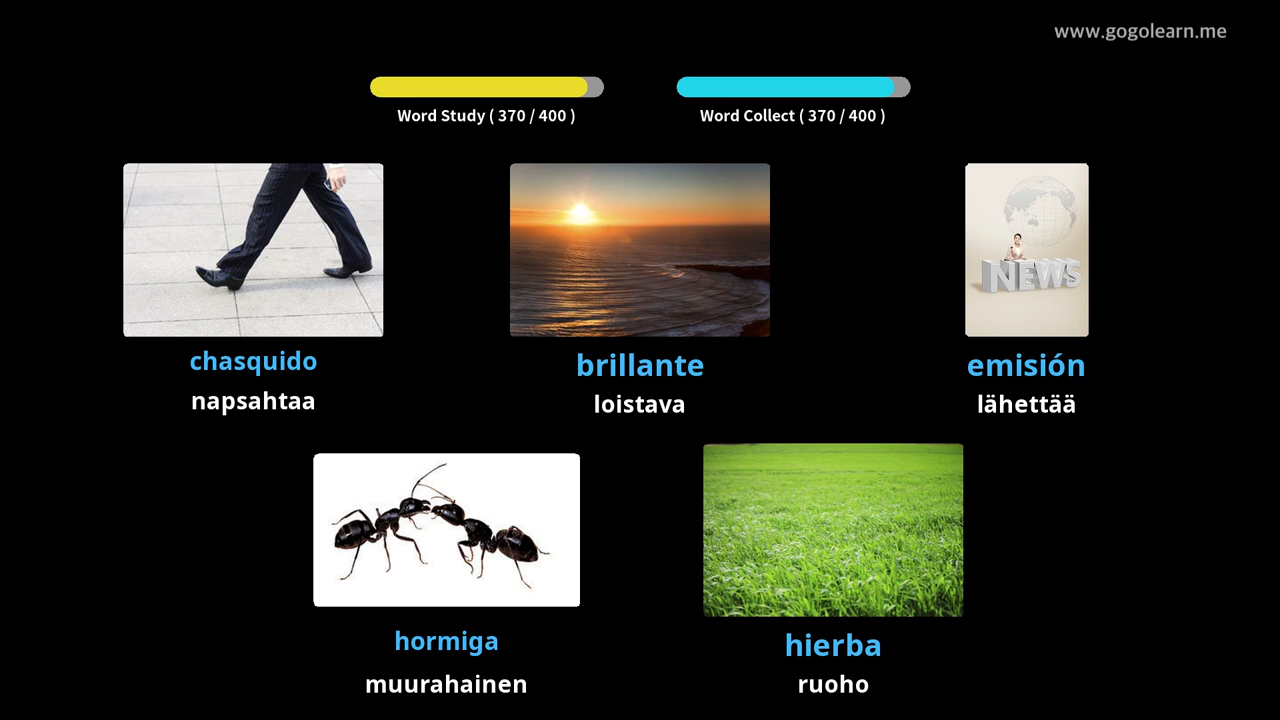 www.gogolearn.me
Word Study ( 370 / 400 )
Word Collect ( 370 / 400 )
NEWS
chasquido
napsahtaa
brillante
loistava
emisión
lähettää
hormiga
muurahainen
hierba
ruoho